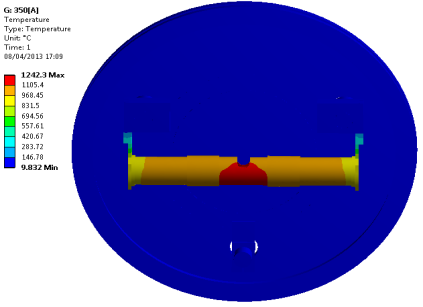 G: 350[A]
Temperature
Type: Temperature
Unit: °C
Time: 1
08/04/2013 17:09
1242.3 Max
1105.4
968.45
831.5
694.56
557.61
420.67
283.72
146.78
9.832 Min